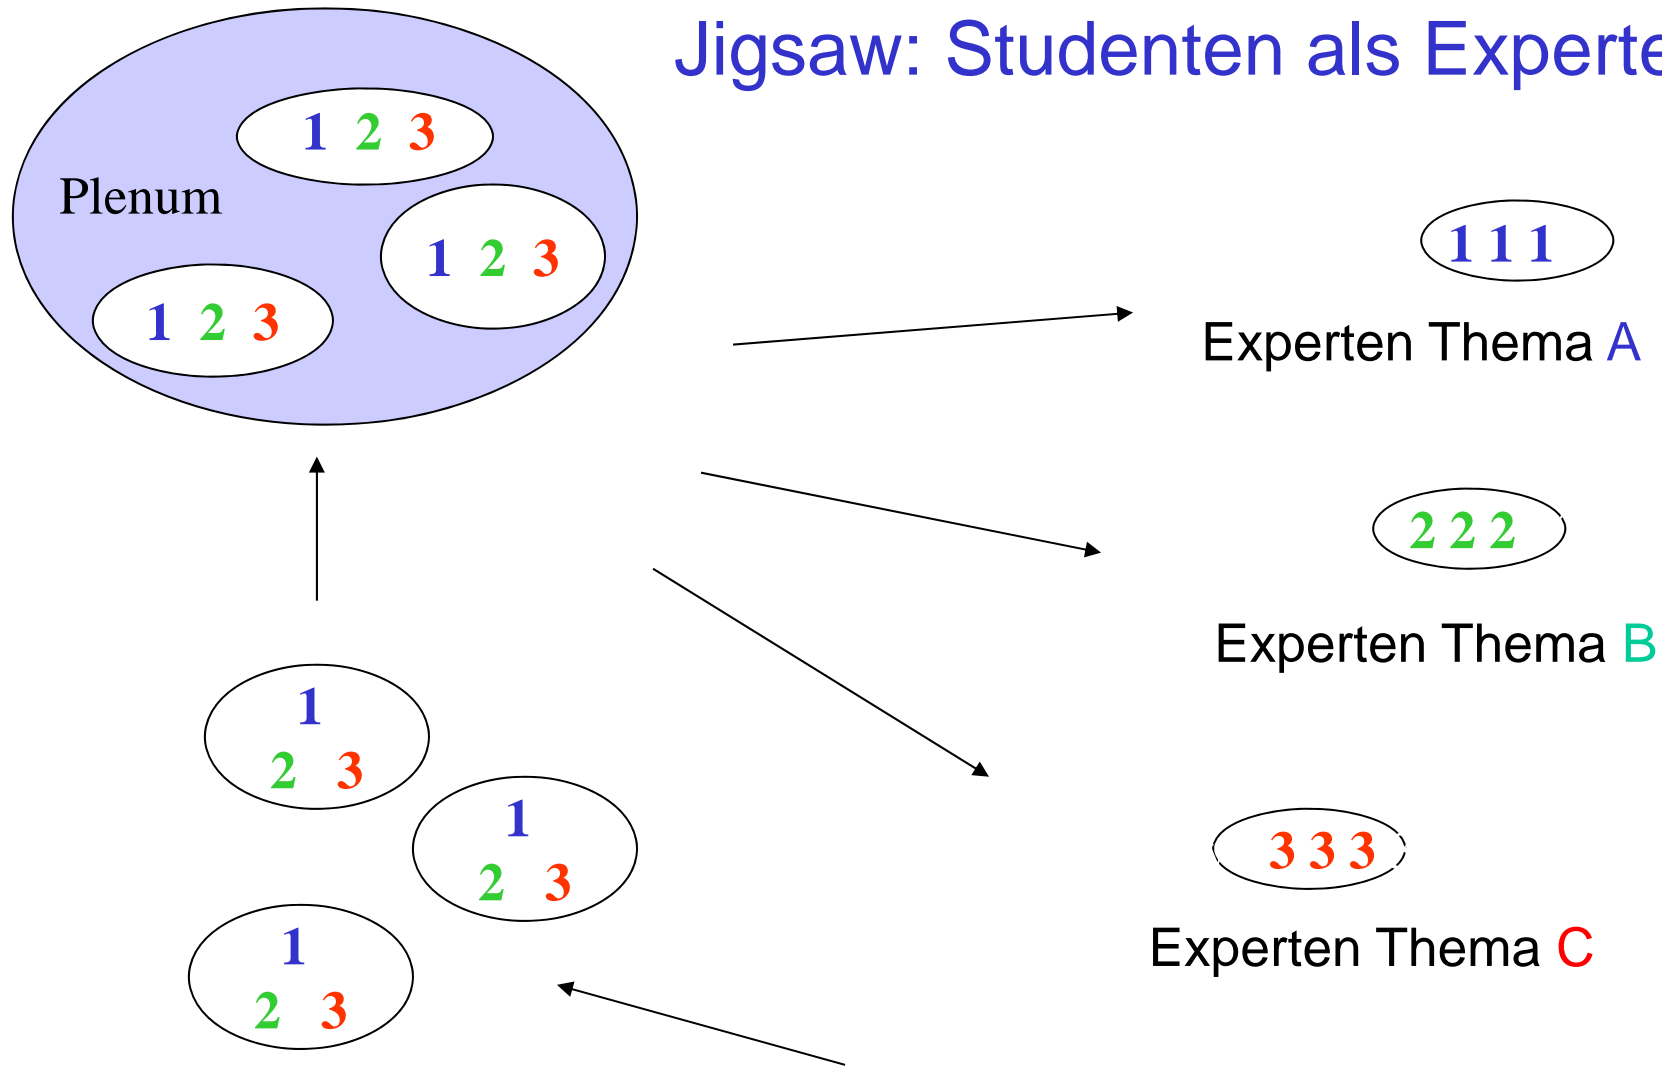 Jigsaw: Studenten als Experte
1 2 3
Plenum
1 2 3
1 2 3
1 1 1
Experten Thema A
2 2 2
Experten Thema B
1
2 3
1
2 3
3 3 3
Experten Thema C
1
2 3